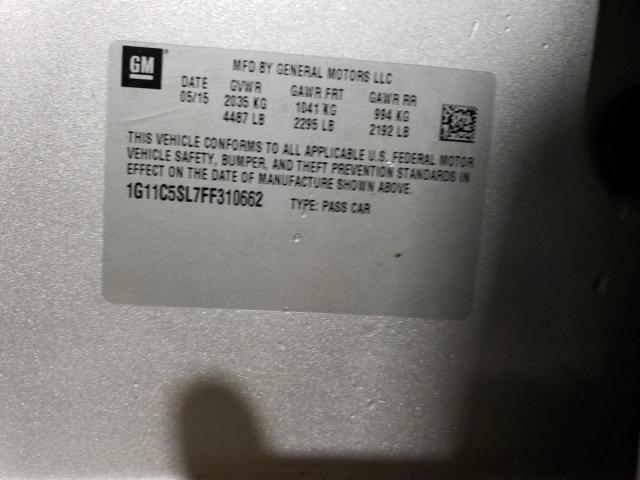 GM
MFD BY GENERAL MOTORS LLC
DATE GVWR GAWR FRT GAWR RR
05/15 2035 KG 1041 KG 994 KG
4487 LB 2295 LB 2192 LB
THIS VEHICLE CONFORMS TO ALL APPLICABLE U.S. FEDERAL MOTOR
VEHICLE SAFETY, BUMPER, AND THEFT PREVENTION STANDARDS IN
EFFECT ON THE DATE OF MANUFACTURE SHOWN ABOVE.
1G11C5SL7FF310662 TYPE: PASS CAR